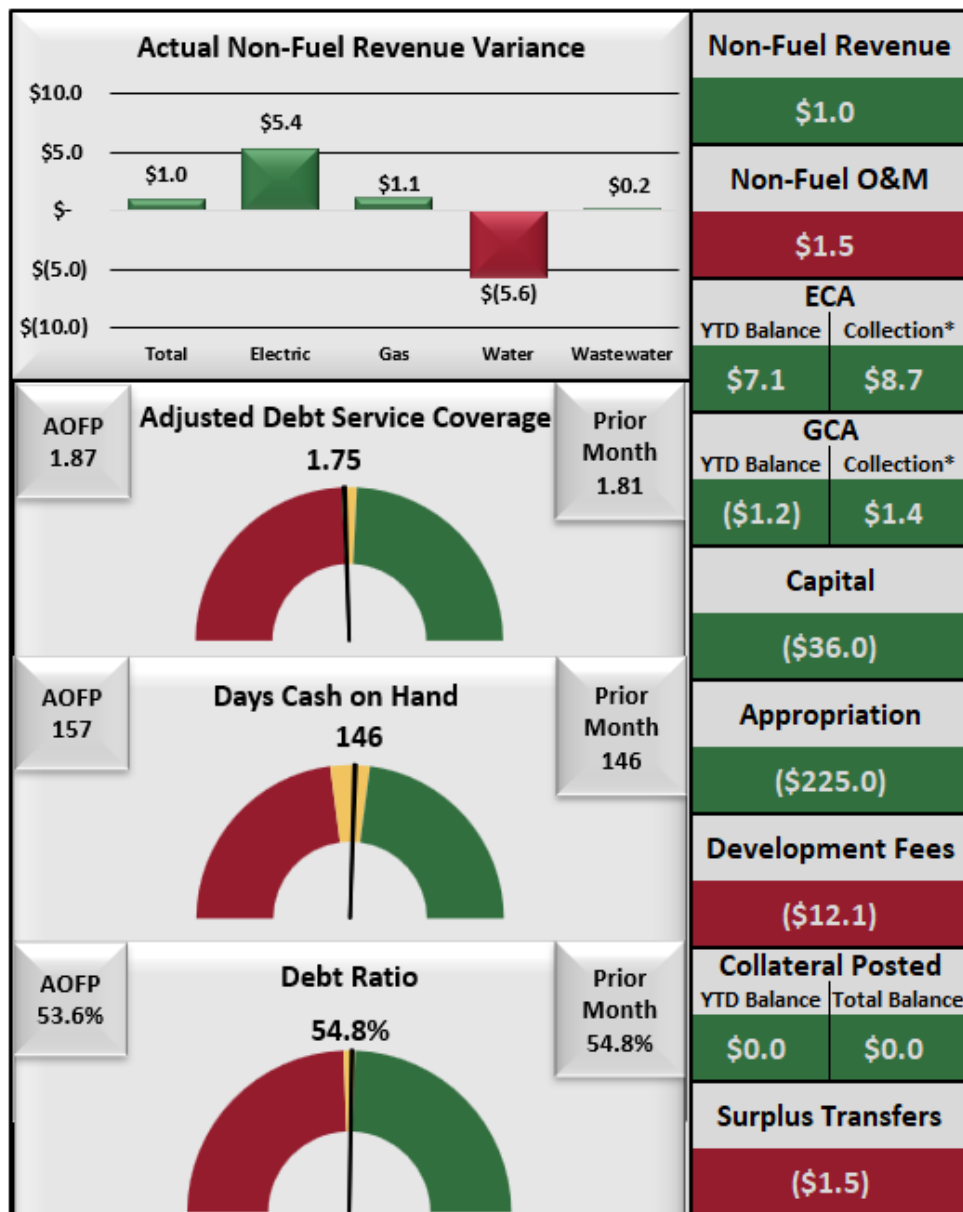 Actual Non-Fuel Revenue Variance
$10.0
$5.0
$-
$(5.0)
$(10.0)
$1.0
$5.4
$1.1
$(5.6)
$0.2
Total Electric Gas Water Wastewater
AOFP
1.87
Adjusted Debt Service Coverage
1.75
Prior
Month
1.81
AOFP
157
Days Cash on Hand
146
Prior
Month
146
AOFP
53.6%
Debt Ratio
54.8%
Prior
Month
54.8%
Non-Fuel Revenue
$1.0
Non-Fuel O&M
$1.5
ECA
YTD Balance Collection*
$7.1 $8.7
GCA
YTD Balance Collection*
($1.2) $1.4
Capital
($36.0)
Appropriation
($225.0)
Development Fees
($12.1)
Collateral Posted
YTD Balance Total Balance
$0.0 $0.0
Surplus Transfers
($1.5)